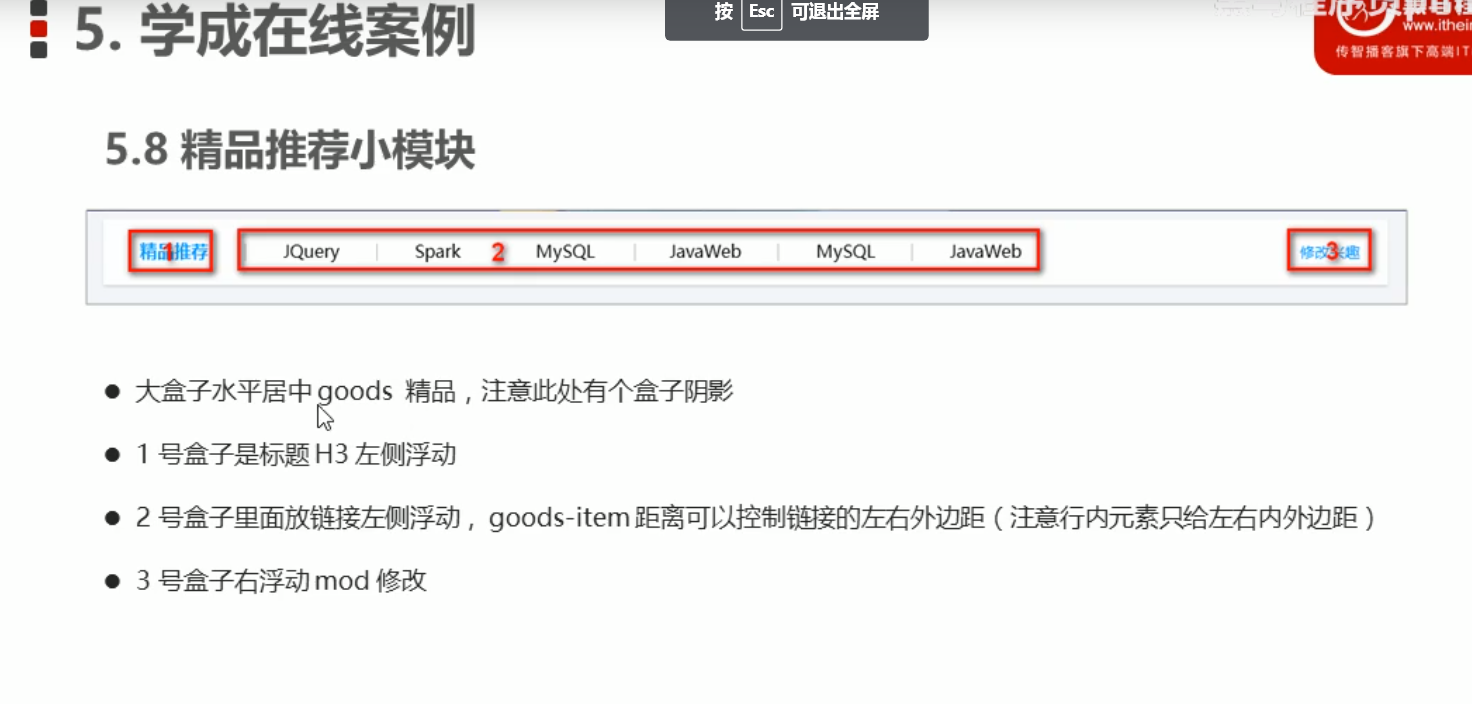 按 Esc 可退出全屏
5. 学成在线案例
www.itheim
传智播客旗下高端IT
5.8 精品推荐小模块
精品推荐 1 | JQuery | Spark 2 MySQL | JavaWeb | MySQL | JavaWeb 修改兴趣 3
● 大盒子水平居中 goods 精品，注意此处有个盒子阴影
● 1 号盒子是标题 H3 左侧浮动
● 2 号盒子里面放链接左侧浮动，goods-item 距离可以控制链接的左右外边距（注意行内元素只给左右内外边距）
● 3 号盒子右浮动 mod 修改